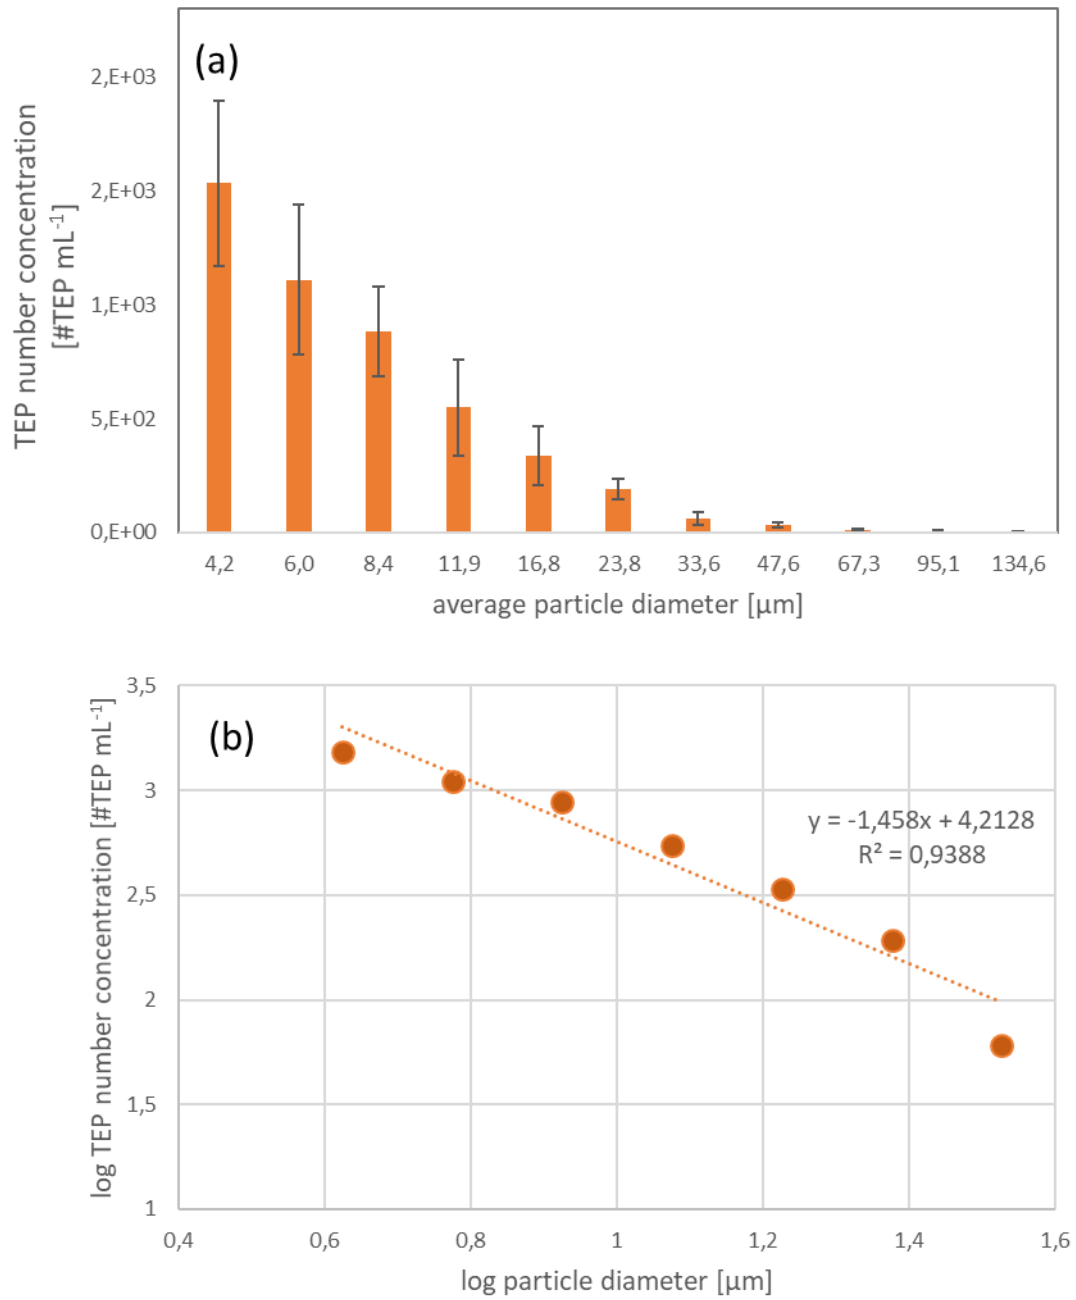 (a)
TEP number concentration
[#TEP mL⁻¹]
2,E+03
2,E+03
1,E+03
5,E+02
0,E+00
4,2 6,0 8,4 11,9 16,8 23,8 33,6 47,6 67,3 95,1 134,6
average particle diameter [µm]
(b)
log TEP number concentration [#TEP mL⁻¹]
3,5
3
2,5
2
1,5
1
y = -1,458x + 4,2128
R² = 0,9388
0,4 0,6 0,8 1 1,2 1,4 1,6
log particle diameter [µm]